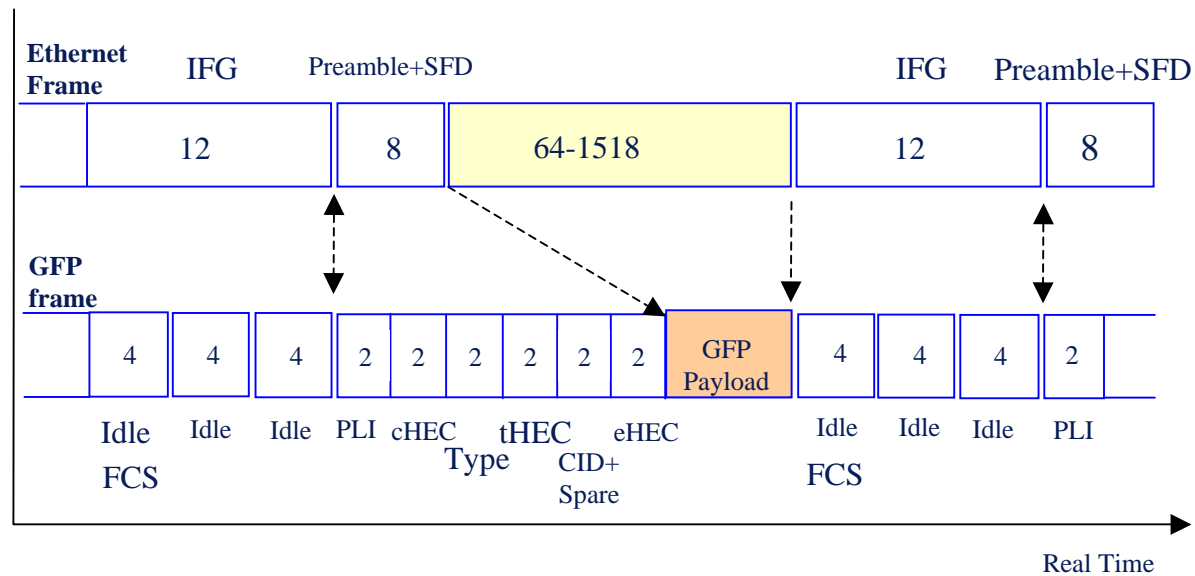 Ethernet
Frame
IFG
Preamble+SFD
IFG
Preamble+SFD
12
8
64-1518
12
8
GFP
frame
4
4
4
2
2
2
2
2
2
GFP
Payload
4
4
4
2
Idle
FCS
Idle
Idle
PLI
cHEC
Type
tHEC
CID+
Spare
eHEC
Idle
FCS
Idle
Idle
PLI
Real Time